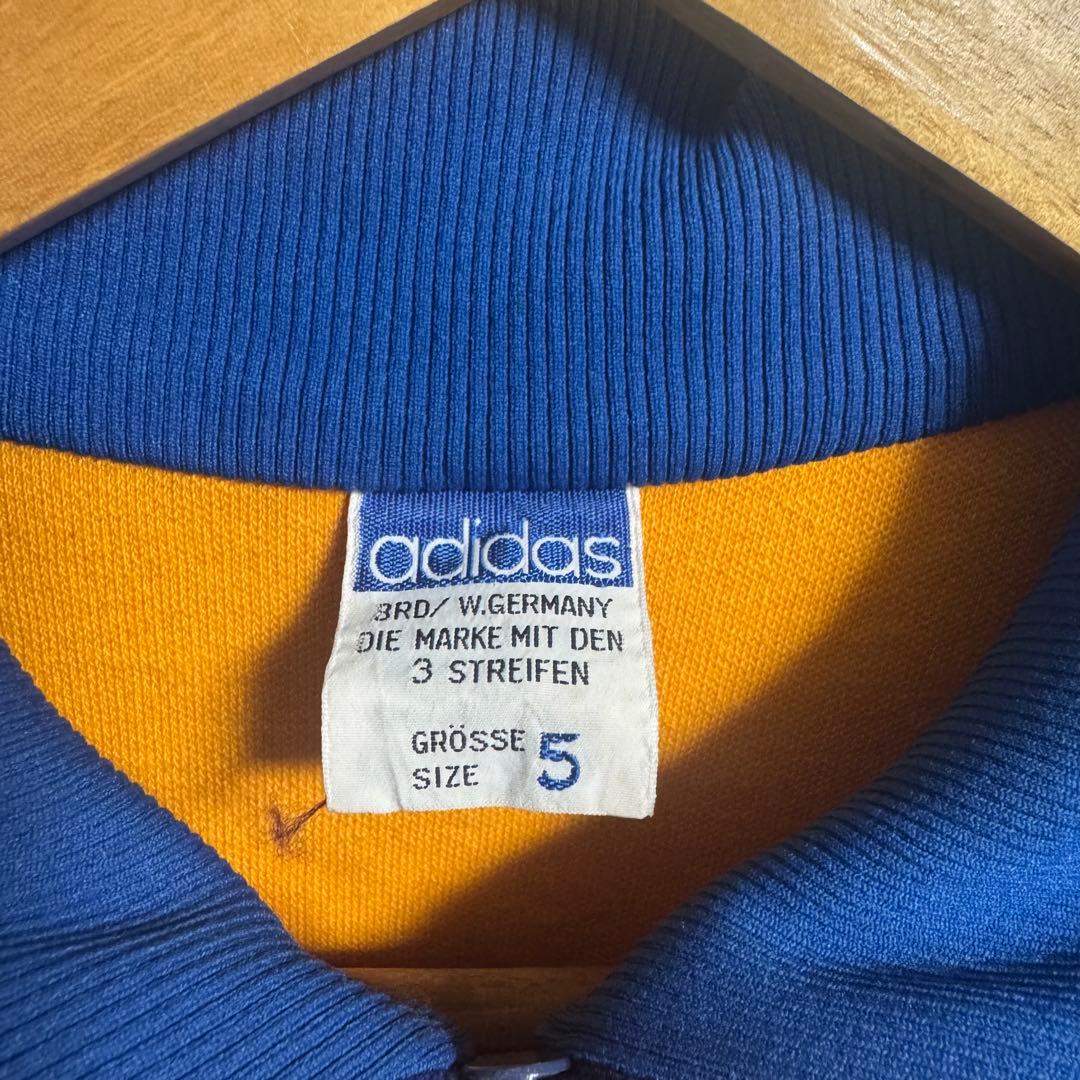 adidas
BRD/ W.GERMANY
DIE MARKE MIT DEN
3 STREIFEN
GRÖSSE 5
SIZE